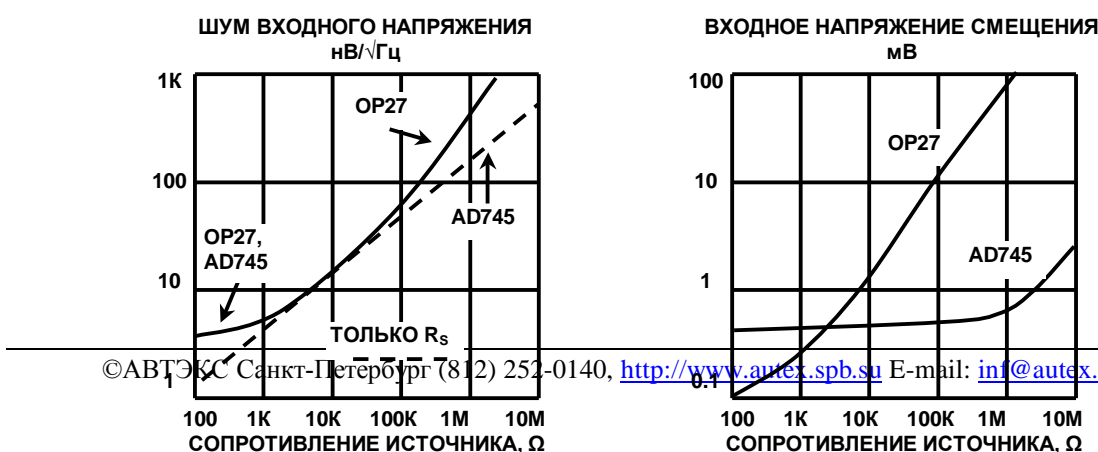 ШУМ ВХОДНОГО НАПРЯЖЕНИЯ
нВ/√Гц
1К
100
10
1
OP27
AD745
OP27,
AD745
ТОЛЬКО RS
100 1K 10K 100K 1M 10M
СОПРОТИВЛЕНИЕ ИСТОЧНИКА, Ω
ВХОДНОЕ НАПРЯЖЕНИЕ СМЕЩЕНИЯ
мВ
100
10
1
0.1
OP27
AD745
100 1K 10K 100K 1M 10M
СОПРОТИВЛЕНИЕ ИСТОЧНИКА, Ω
©АВТЭКС Санкт-Петербург (812) 252-0140, http://www.autex.spb.su E-mail: inf@autex.